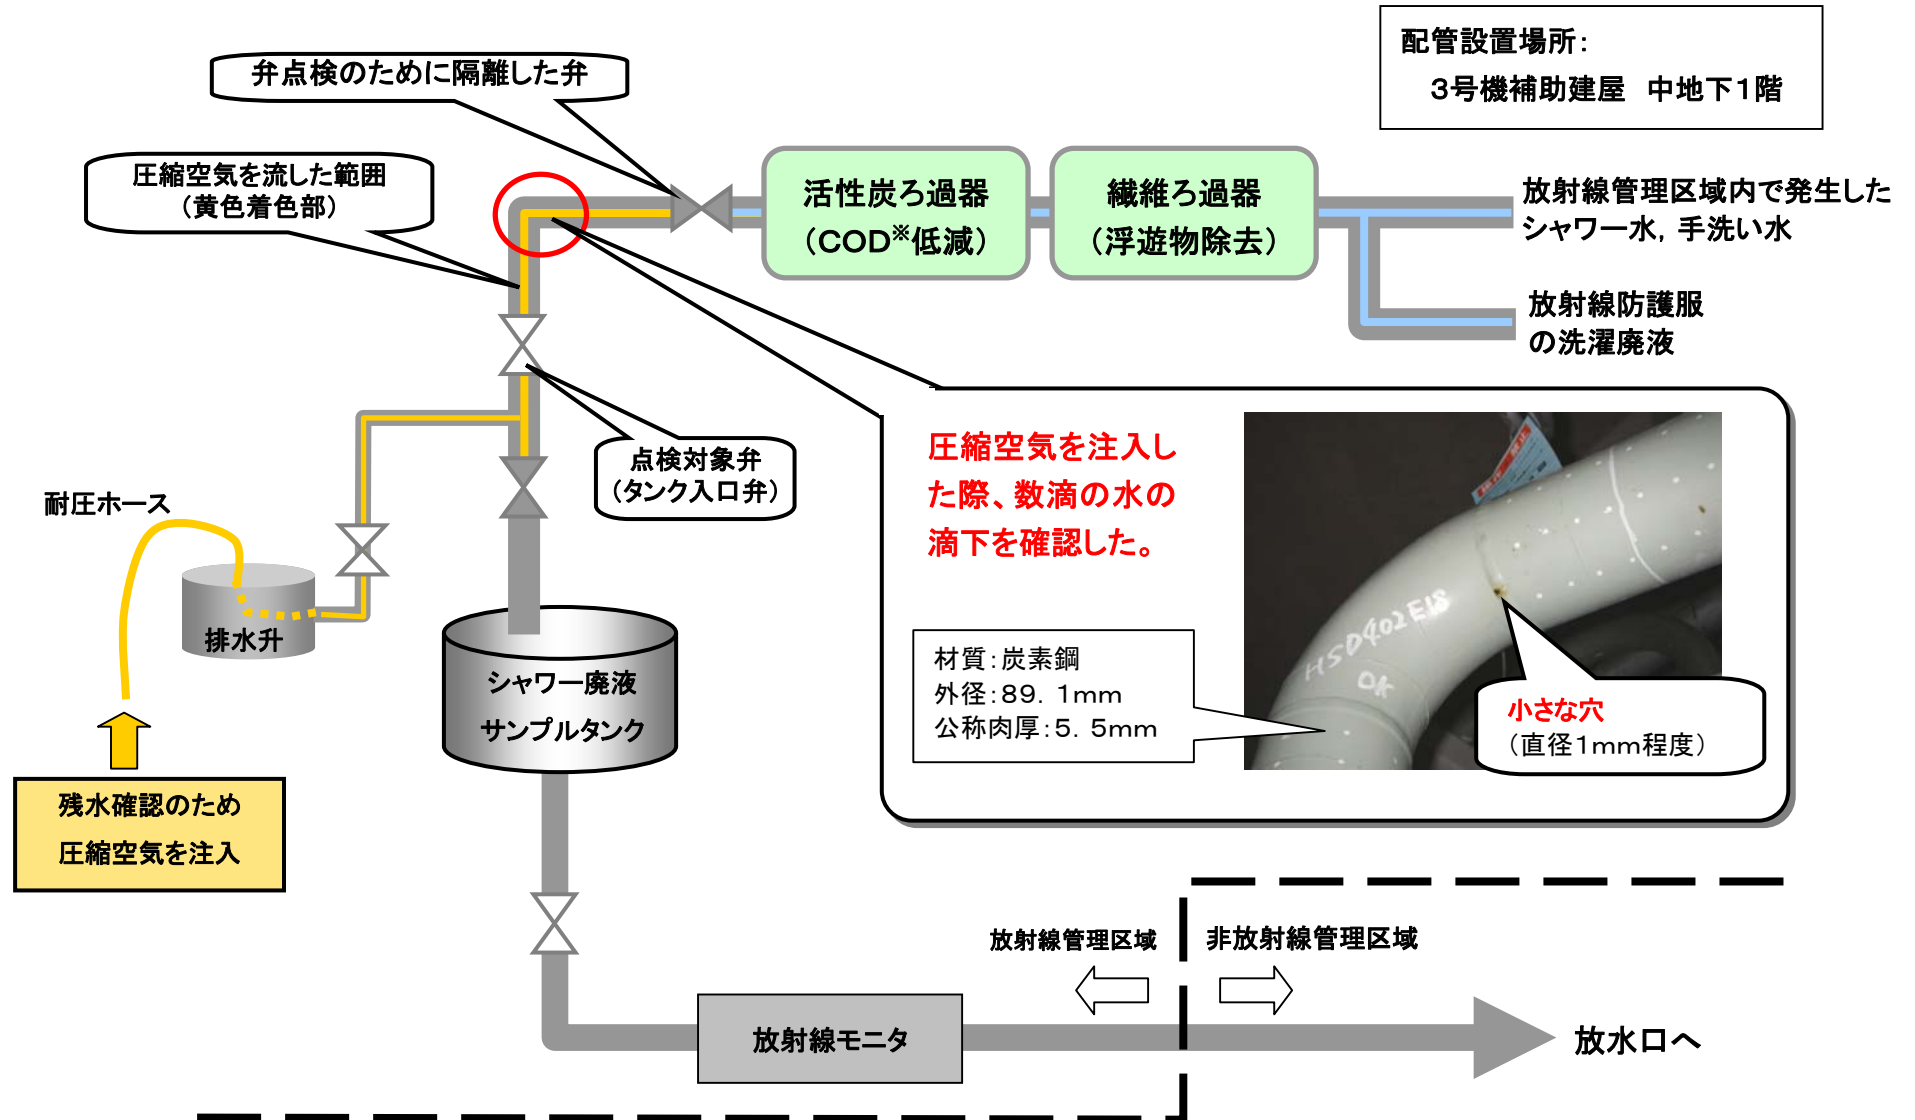 配管設置場所：
3号機補助建屋　中地下1階
弁点検のために隔離した弁
圧縮空気を流した範囲
（黄色着色部）
活性炭ろ過器
（COD※低減）
繊維ろ過器
（浮遊物除去）
放射線管理区域内で発生した
シャワー水，手洗い水
放射線防護服
の洗濯廃液
点検対象弁
（タンク入口弁）
耐圧ホース
排水升
シャワー廃液
サンプルタンク
残水確認のため
圧縮空気を注入
圧縮空気を注入し
た際、数滴の水の
滴下を確認した。
HSD402E18
OK
材質：炭素鋼
外径：89．1mm
公称肉厚：5．5mm
小さな穴
（直径1mm程度）
放射線管理区域
非放射線管理区域
放射線モニタ
放水口へ